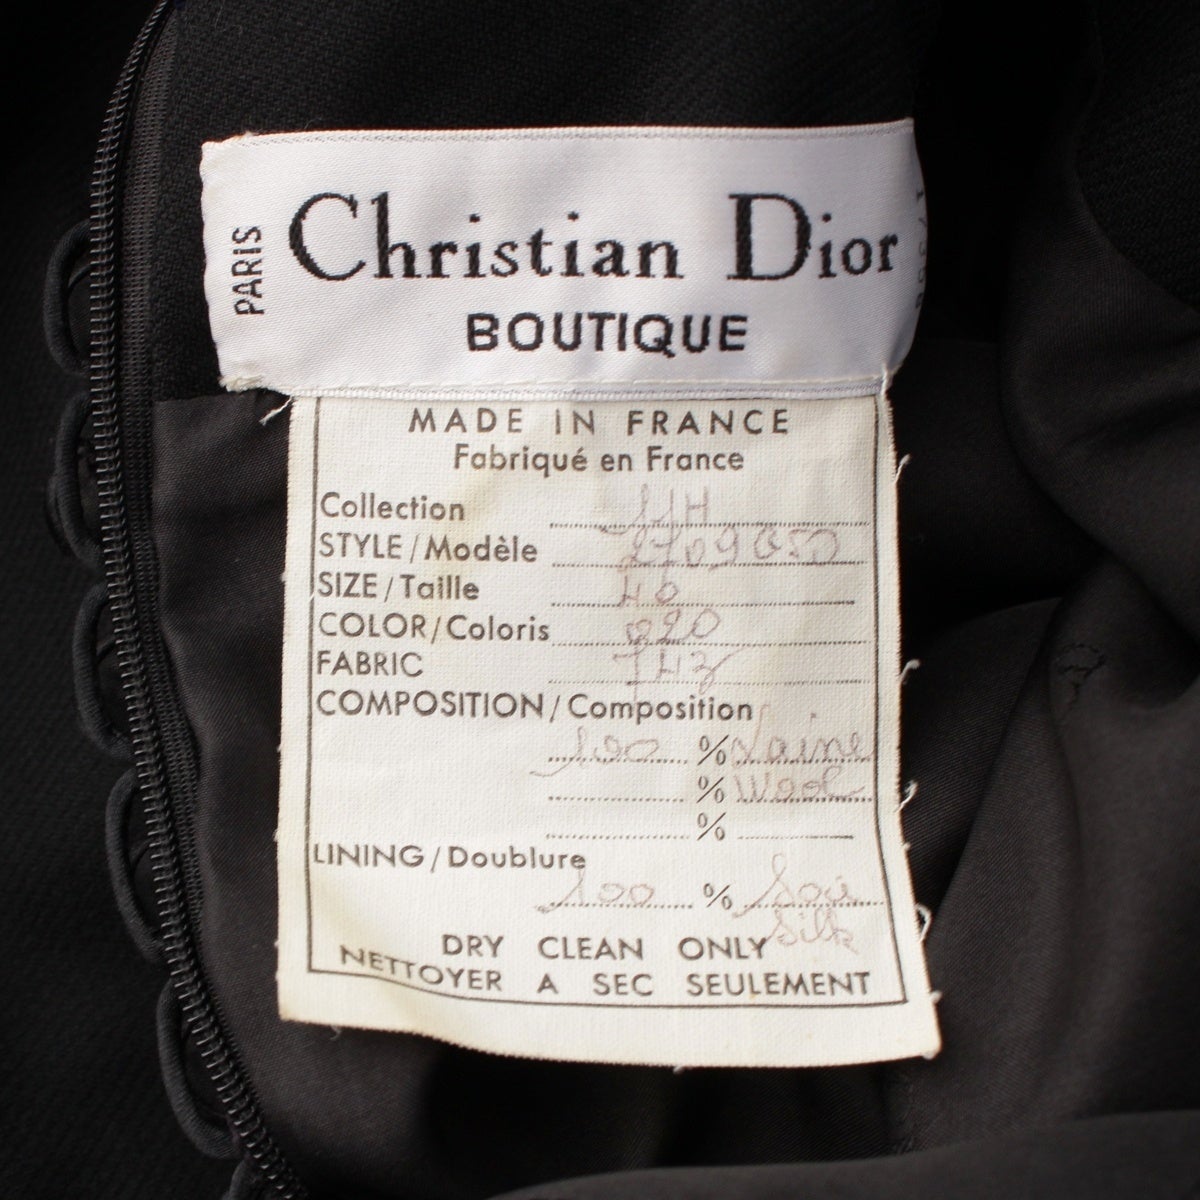 PARIS
Christian Dior
BOUTIQUE
MADE IN FRANCE
Fabriqué en France
Collection
STYLE/Modèle
SIZE/Taille 40
COLOR/Coloris 020
FABRIC
COMPOSITION/Composition
100 % Laine
% Wool
%
LINING/Doublure
100 % Soie
Silk
DRY CLEAN ONLY
NETTOYER A SEC SEULEMENT